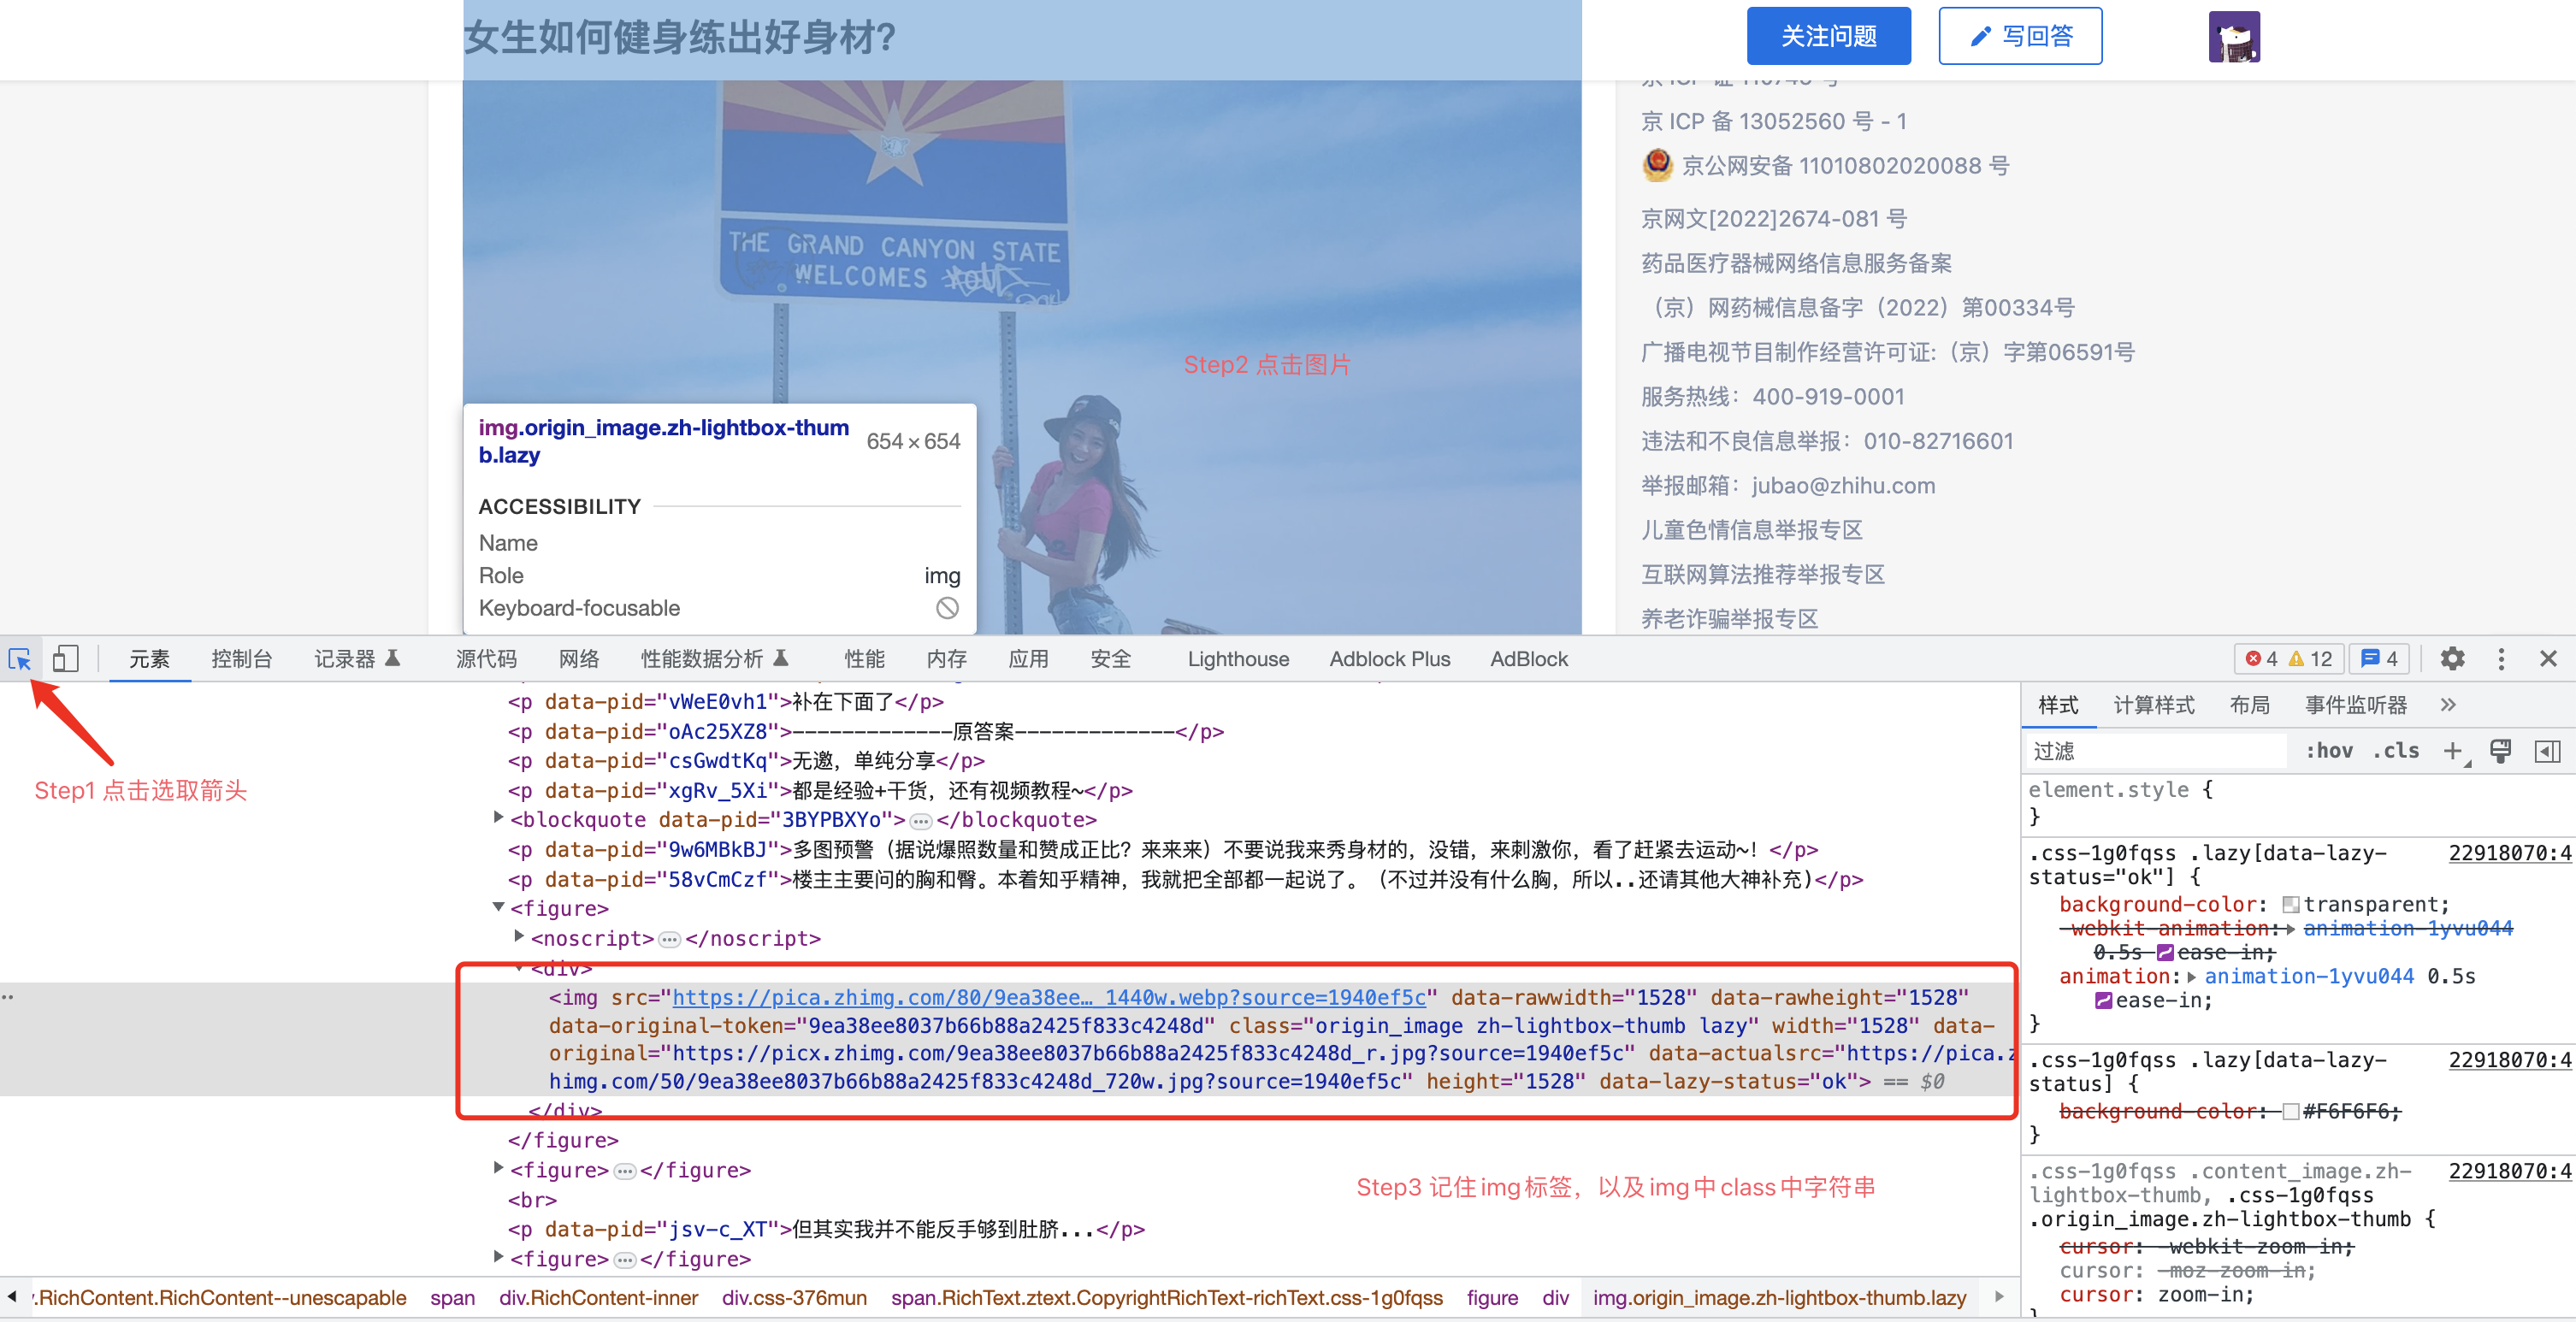 女生如何健身练出好身材?
关注问题
写回答
京 ICP 备 13052560 号 - 1
京公网安备 11010802020088 号
京网文[2022]2674-081 号
药品医疗器械网络信息服务备案
（京）网药械信息备字（2022）第00334号
广播电视节目制作经营许可证:（京）字第06591号
服务热线：400-919-0001
违法和不良信息举报：010-82716601
举报邮箱：jubao@zhihu.com
儿童色情信息举报专区
互联网算法推荐举报专区
养老诈骗举报专区
THE GRAND CANYON STATE
WELCOMES
Step2 点击图片
img.origin_image.zh-lightbox-thum
b.lazy
654 × 654
ACCESSIBILITY
Name
Role
img
Keyboard-focusable
元素
控制台
记录器
源代码
网络
性能数据分析
性能
内存
应用
安全
Lighthouse
Adblock Plus
AdBlock
4
12
4
Step1 点击选取箭头
<p data-pid="vWeE0vh1">补在下面了</p>
<p data-pid="oAc25XZ8">-------------原答案-------------</p>
<p data-pid="csGwdtKq">无邀，单纯分享</p>
<p data-pid="xgRv_5Xi">都是经验+干货，还有视频教程~</p>
<blockquote data-pid="3BYPBXYo">…</blockquote>
<p data-pid="9w6MBkBJ">多图预警（据说爆照数量和赞成正比？来来来）不要说我来秀身材的，没错，来刺激你，看了赶紧去运动~！</p>
<p data-pid="58vCmCzf">楼主主要问的胸和臀。本着知乎精神，我就把全部都一起说了。（不过并没有什么胸，所以..还请其他大神补充)</p>
<figure>
<noscript>…</noscript>
<div>
<img src="https://pica.zhimg.com/80/9ea38ee…_1440w.webp?source=1940ef5c" data-rawwidth="1528" data-rawheight="1528"
data-original-token="9ea38ee8037b66b88a2425f833c4248d" class="origin_image zh-lightbox-thumb lazy" width="1528" data-
original="https://picx.zhimg.com/9ea38ee8037b66b88a2425f833c4248d_r.jpg?source=1940ef5c" data-actualsrc="https://pica.z
himg.com/50/9ea38ee8037b66b88a2425f833c4248d_720w.jpg?source=1940ef5c" height="1528" data-lazy-status="ok"> == $0
</div>
</figure>
<figure>…</figure>
<br>
<p data-pid="jsv-c_XT">但其实我并不能反手够到肚脐...</p>
<figure>…</figure>
Step3 记住img标签，以及img中class中字符串
.RichContent.RichContent--unescapable
span
div.RichContent-inner
div.css-376mun
span.RichText.ztext.CopyrightRichText-richText.css-1g0fqss
figure
div
img.origin_image.zh-lightbox-thumb.lazy
样式
计算样式
布局
事件监听器
»
过滤
:hov
.cls
+
element.style {
}
.css-1g0fqss .lazy[data-lazy-
22918070:4
status="ok"] {
background-color: transparent;
-webkit-animation: animation-1yvu044
0.5s ease-in;
animation: animation-1yvu044 0.5s
ease-in;
}
.css-1g0fqss .lazy[data-lazy-
22918070:4
status] {
background-color: #F6F6F6;
}
.css-1g0fqss .content_image.zh-
22918070:4
lightbox-thumb, .css-1g0fqss
.origin_image.zh-lightbox-thumb {
cursor: -webkit-zoom-in;
cursor: -moz-zoom-in;
cursor: zoom-in;